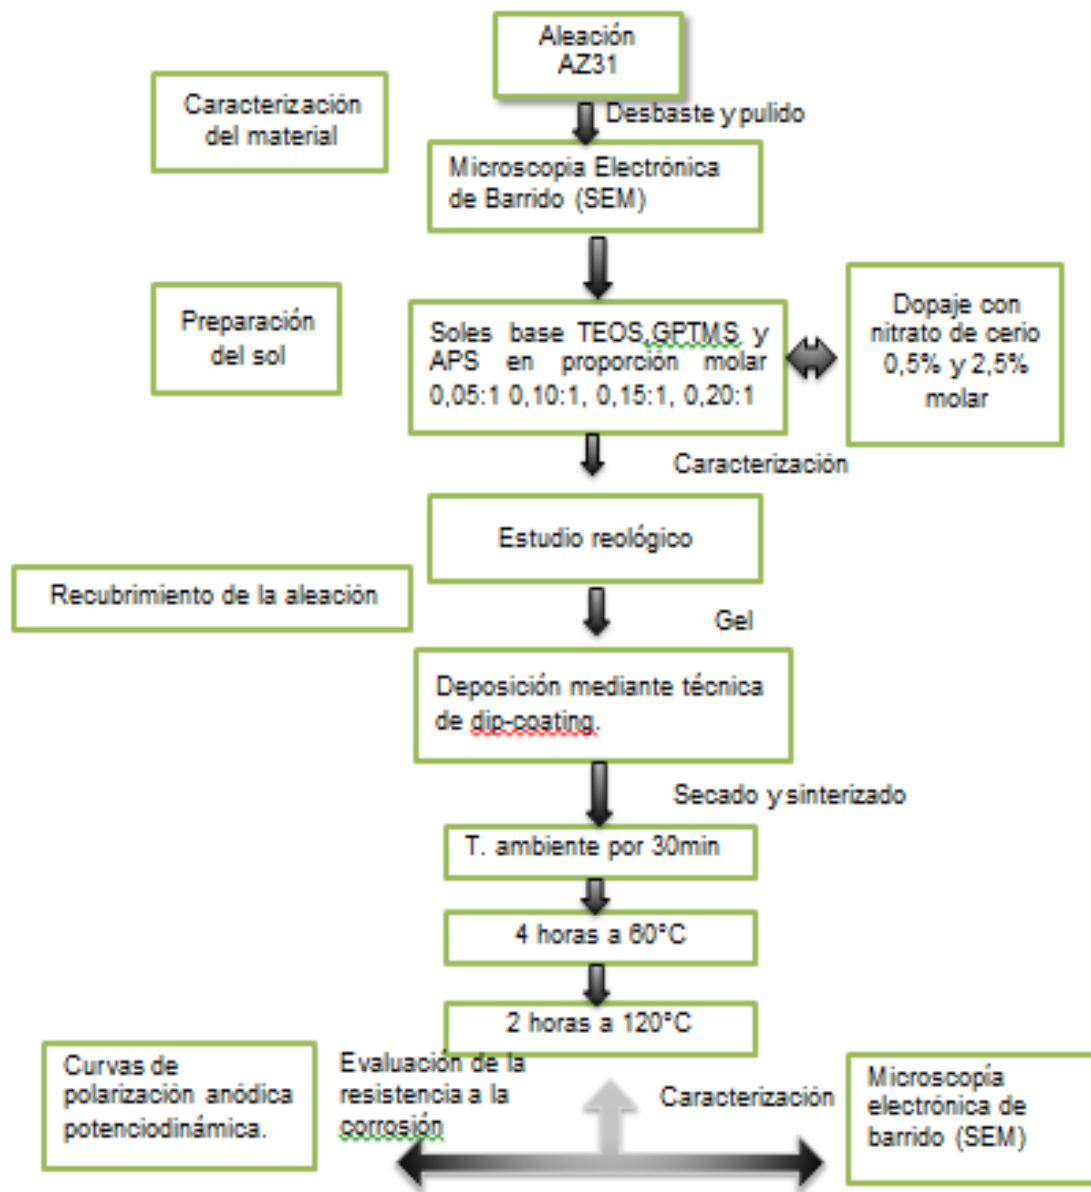 Aleación
AZ31
Caracterización
del material
Desbaste y pulido
Microscopia Electrónica
de Barrido (SEM)
Preparación
del sol
Soles base TEOS,GPTMS y
APS en proporción molar
0,05:1 0,10:1, 0,15:1, 0,20:1
Dopaje con
nitrato de cerio
0,5% y 2,5%
molar
Caracterización
Estudio reológico
Recubrimiento de la aleación
Gel
Deposición mediante técnica
de dip-coating.
Secado y sinterizado
T. ambiente por 30min
4 horas a 60°C
2 horas a 120°C
Curvas de
polarización anódica
potenciodinámica.
Evaluación de la
resistencia a la
corrosión
Caracterización
Microscopía
electrónica de
barrido (SEM)